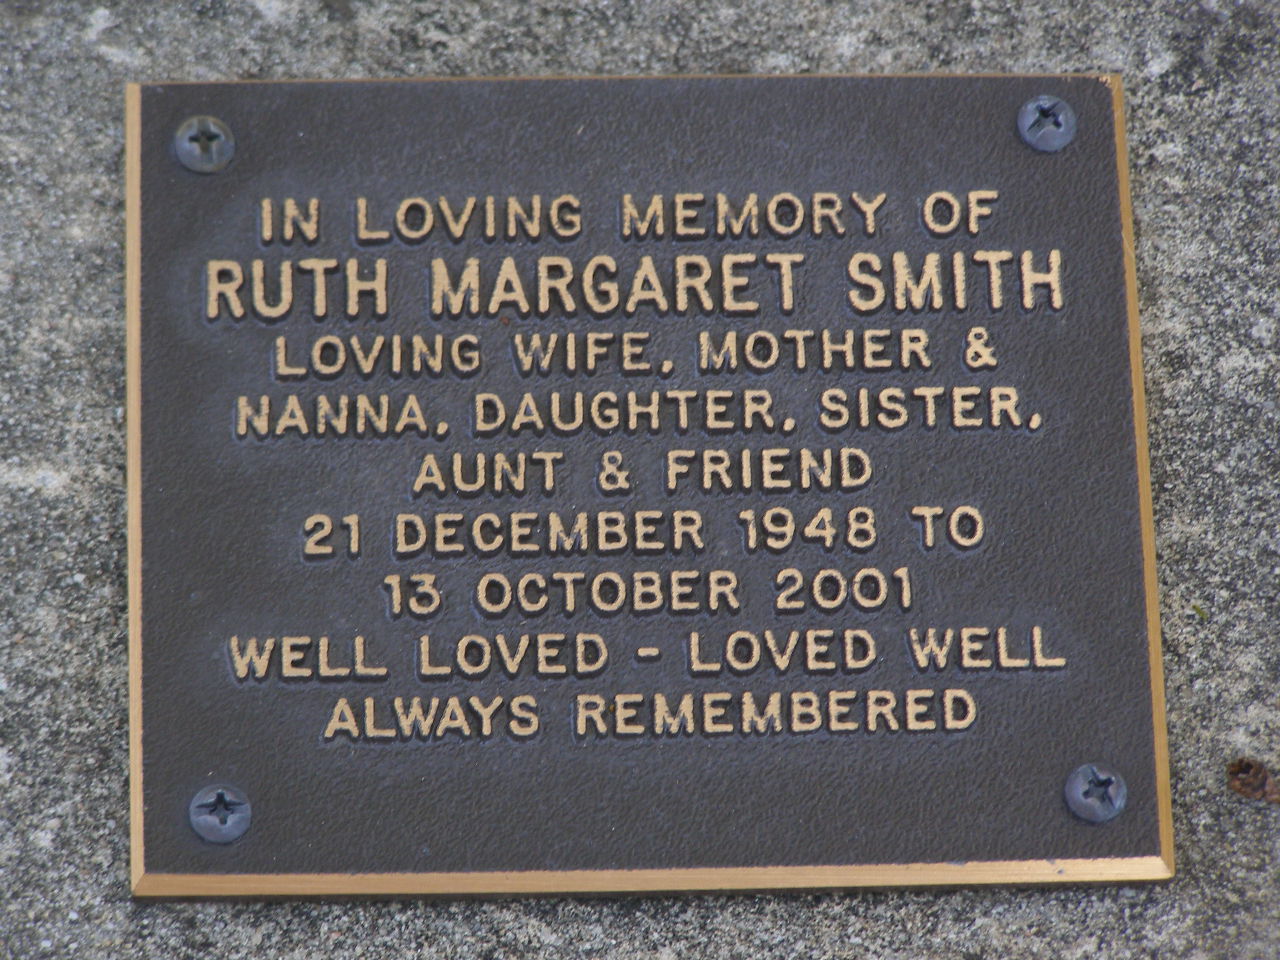 IN LOVING MEMORY OF
RUTH MARGARET SMITH
LOVING WIFE, MOTHER &
NANNA, DAUGHTER, SISTER,
AUNT & FRIEND
21 DECEMBER 1948 TO
13 OCTOBER 2001
WELL LOVED - LOVED WELL
ALWAYS REMEMBERED